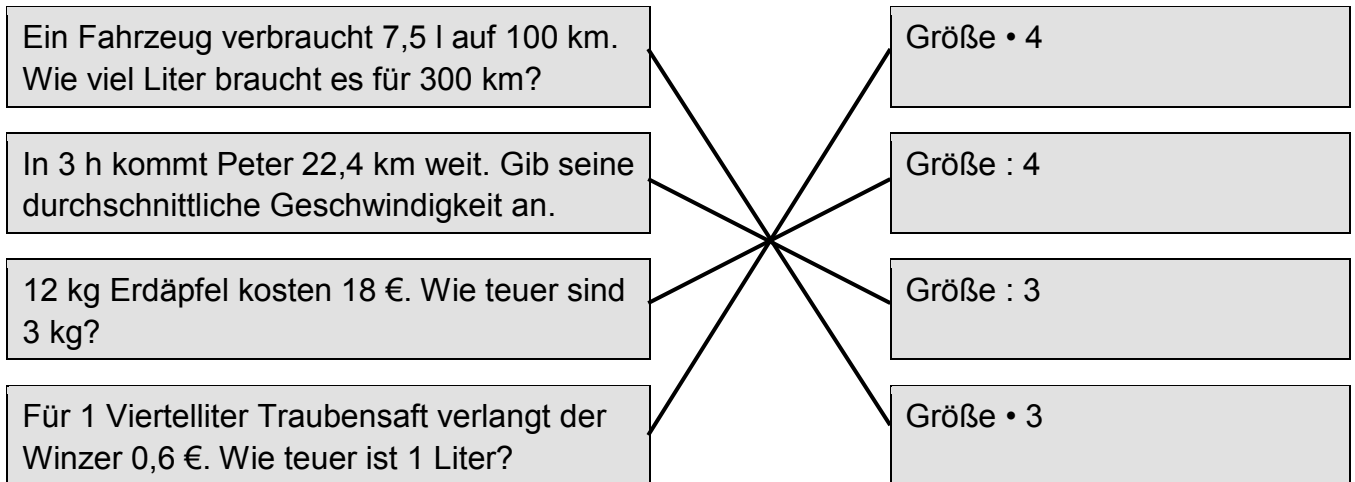 Ein Fahrzeug verbraucht 7,5 l auf 100 km.
Wie viel Liter braucht es für 300 km?
Größe • 4
In 3 h kommt Peter 22,4 km weit. Gib seine
durchschnittliche Geschwindigkeit an.
Größe : 4
12 kg Erdäpfel kosten 18 €. Wie teuer sind
3 kg?
Größe : 3
Für 1 Viertelliter Traubensaft verlangt der
Winzer 0,6 €. Wie teuer ist 1 Liter?
Größe • 3